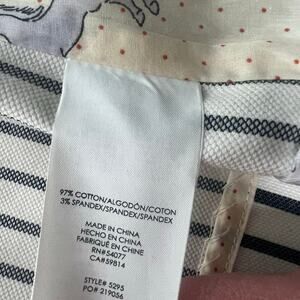 97% COTTON/ALGODÓN/COTON
3% SPANDEX/SPANDEX/SPANDEX
MADE IN CHINA
HECHO EN CHINA
FABRIQUÉ EN CHINE
RN#54077
CA#59814
STYLE# 5295
PO# 219056